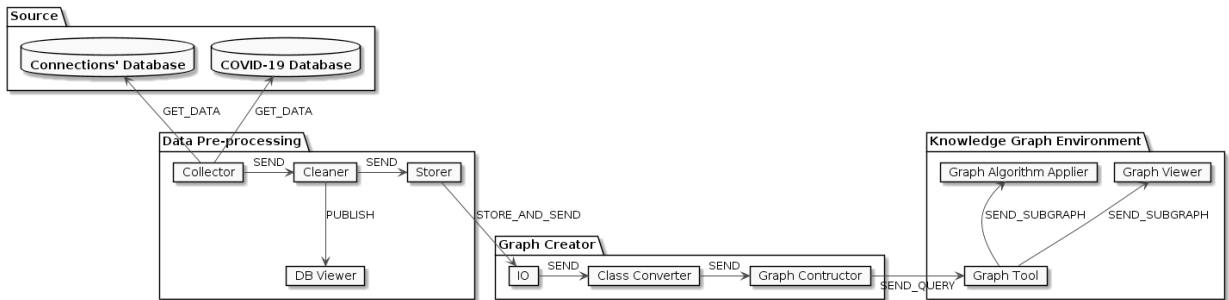 Source
Connections' Database
COVID-19 Database
GET_DATA
GET_DATA
Data Pre-processing
Collector
SEND
Cleaner
SEND
Storer
PUBLISH
DB Viewer
STORE_AND_SEND
Graph Creator
IO
SEND
Class Converter
SEND
Graph Contructor
SEND_QUERY
Knowledge Graph Environment
Graph Algorithm Applier
Graph Viewer
SEND_SUBGRAPH
SEND_SUBGRAPH
Graph Tool